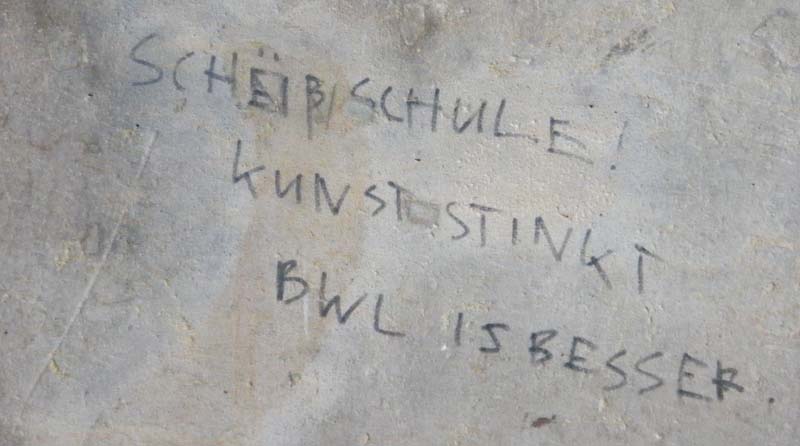 SCHEIẞSCHULE!
KUNST STINKT
BWL IS BESSER.